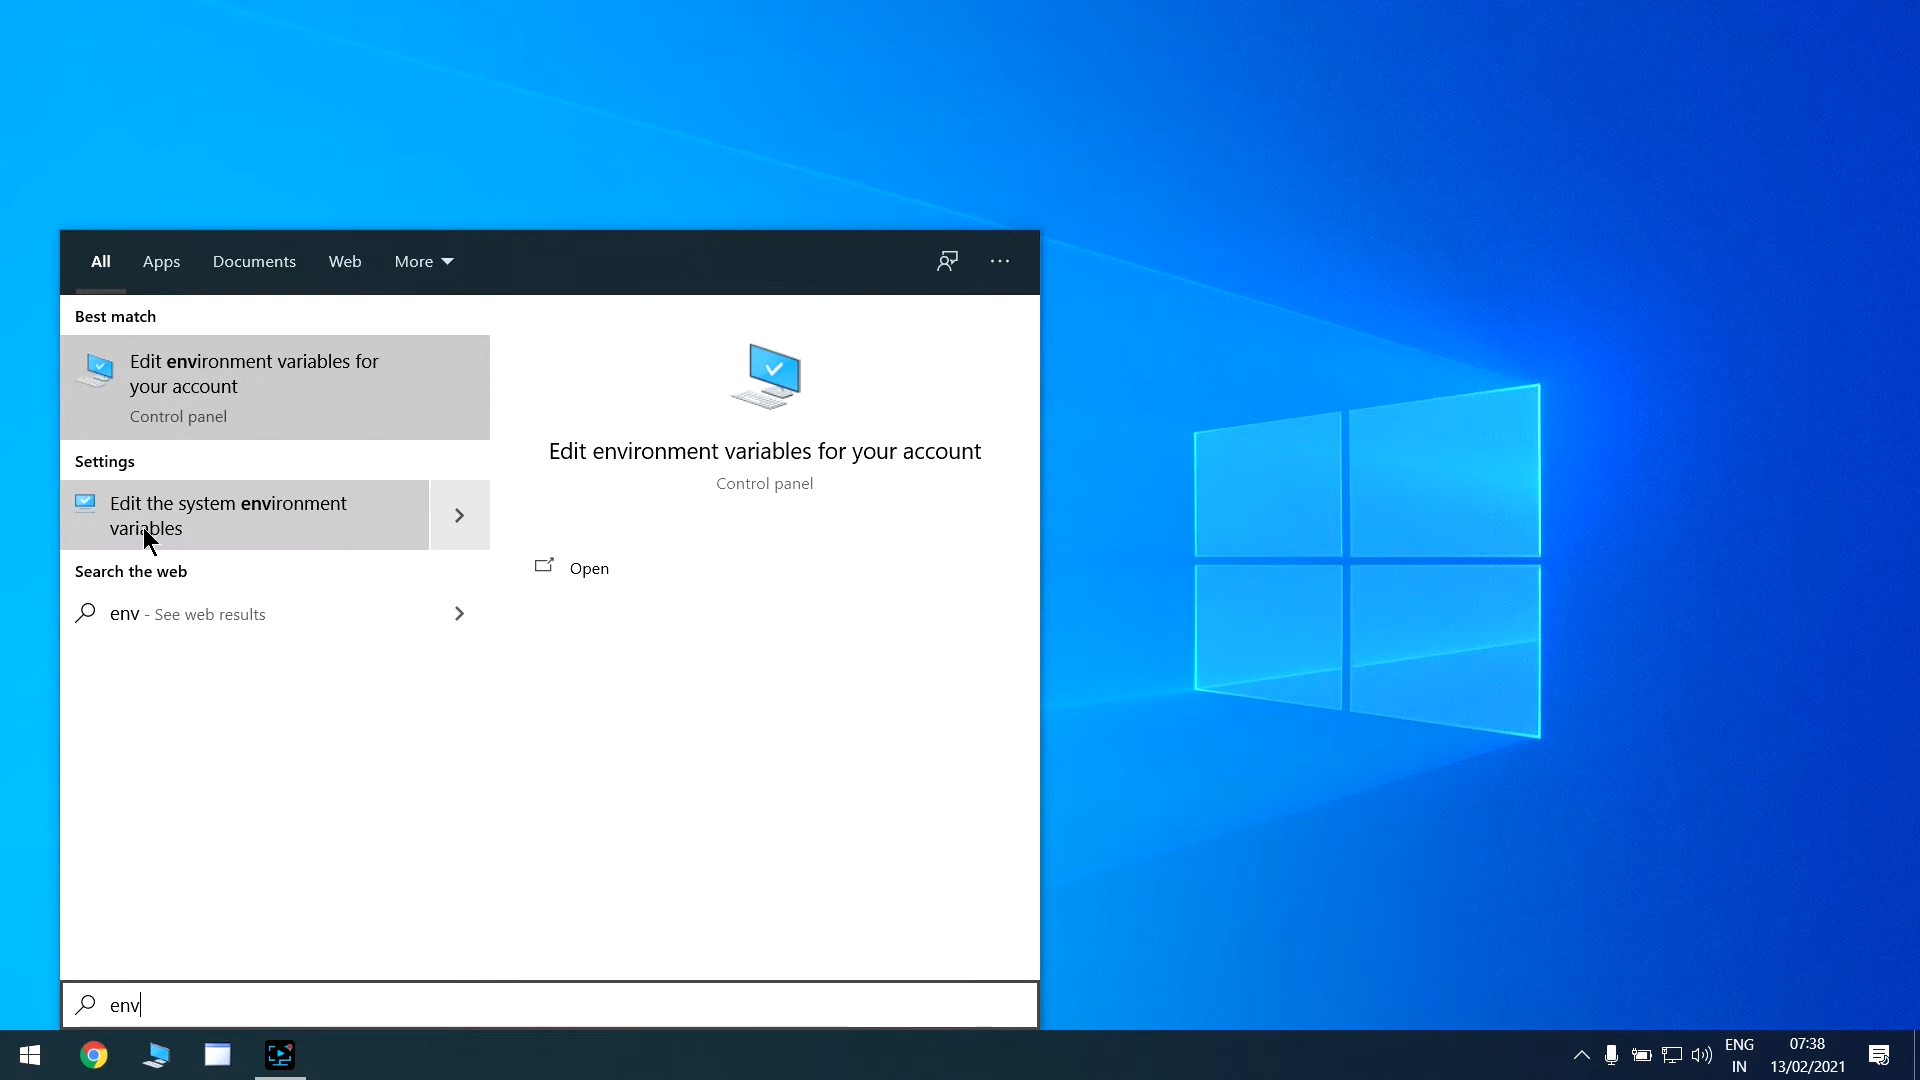 All Apps Documents Web More
Best match
Edit environment variables for
your account
Control panel
Settings
Edit the system environment
variables
Search the web
env - See web results
Edit environment variables for your account
Control panel
Open
env
ENG
IN
07:38
13/02/2021